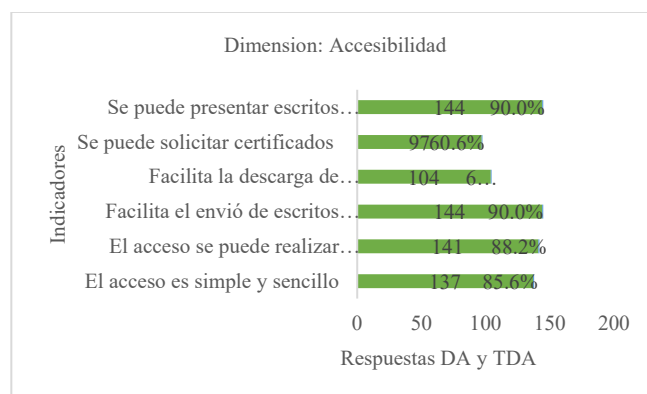 Dimension: Accesibilidad
Indicadores
Se puede presentar escritos… 144 90.0%
Se puede solicitar certificados 97 60.6%
Facilita la descarga de… 104 6…
Facilita el envió de escritos… 144 90.0%
El acceso se puede realizar… 141 88.2%
El acceso es simple y sencillo 137 85.6%
0 50 100 150 200
Respuestas DA y TDA